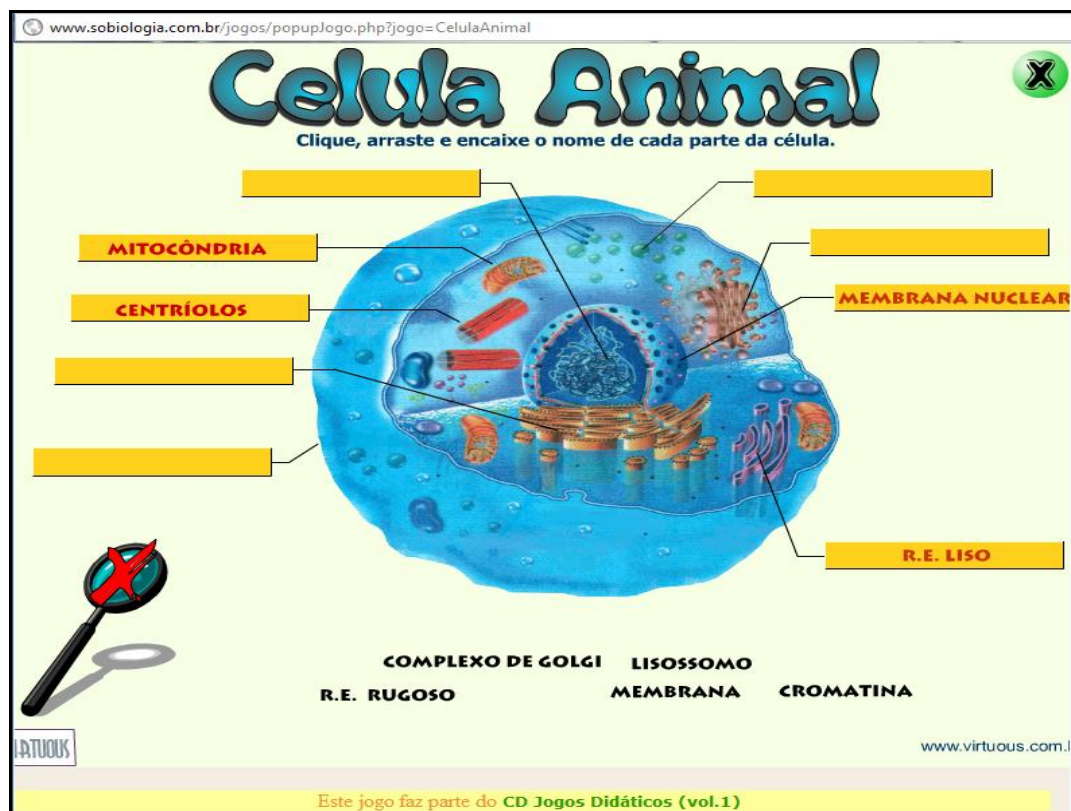 www.sobiologia.com.br/jogos/popupJogo.php?jogo=CelulaAnimal
Celula Animal
Clique, arraste e encaixe o nome de cada parte da célula.
MITOCÔNDRIA
CENTRÍOLOS
MEMBRANA NUCLEAR
R.E. LISO
COMPLEXO DE GOLGI LISOSSOMO
R.E. RUGOSO MEMBRANA CROMATINA
VIRTUOUS
www.virtuous.com.
Este jogo faz parte do CD Jogos Didáticos (vol.1)